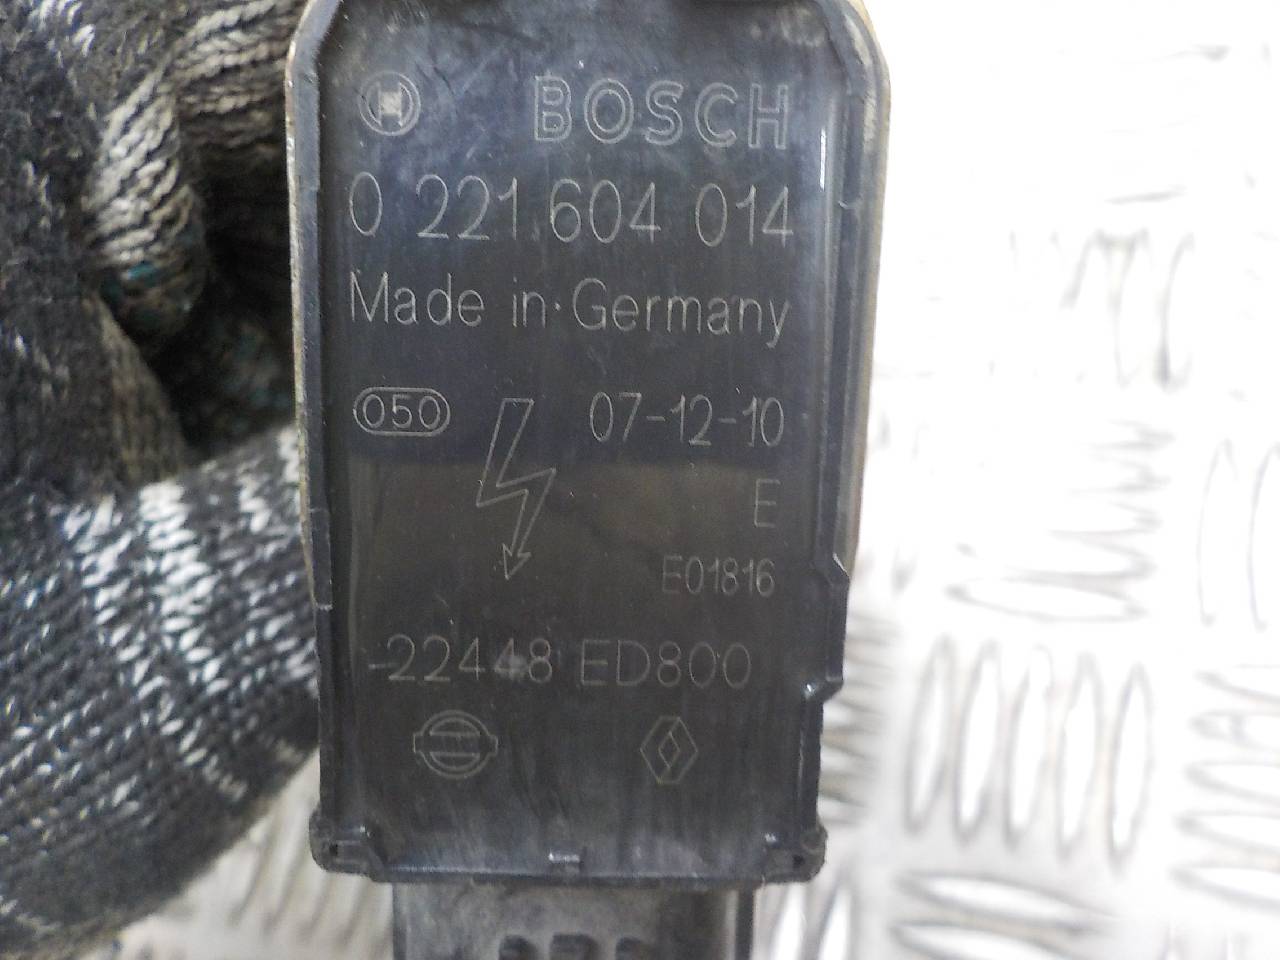 BOSCH
0 221 604 014
Made in Germany
050 07-12-10
E
E01816
22448 ED800